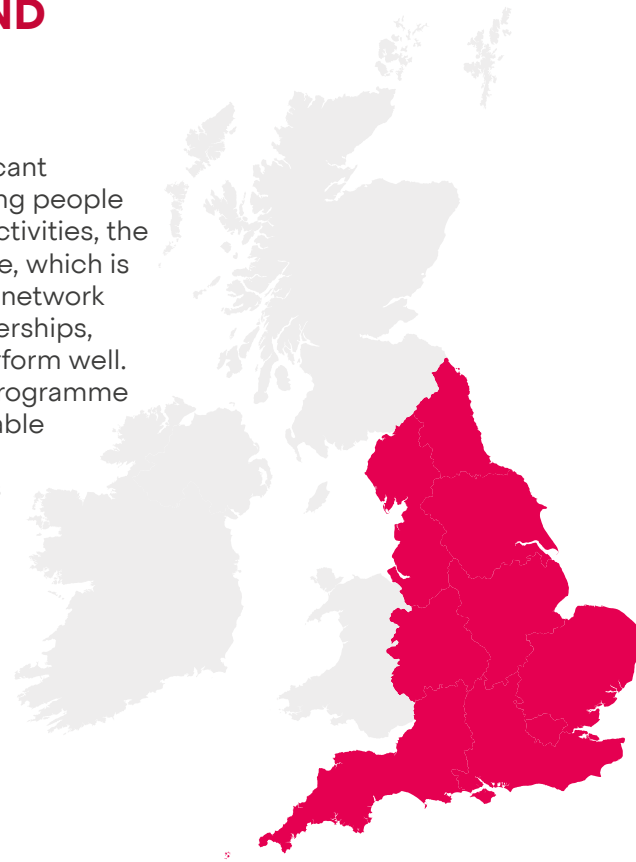 ND
cant
ng people
ctivities, the
e, which is
network
erships,
rform well.
rogramme
able